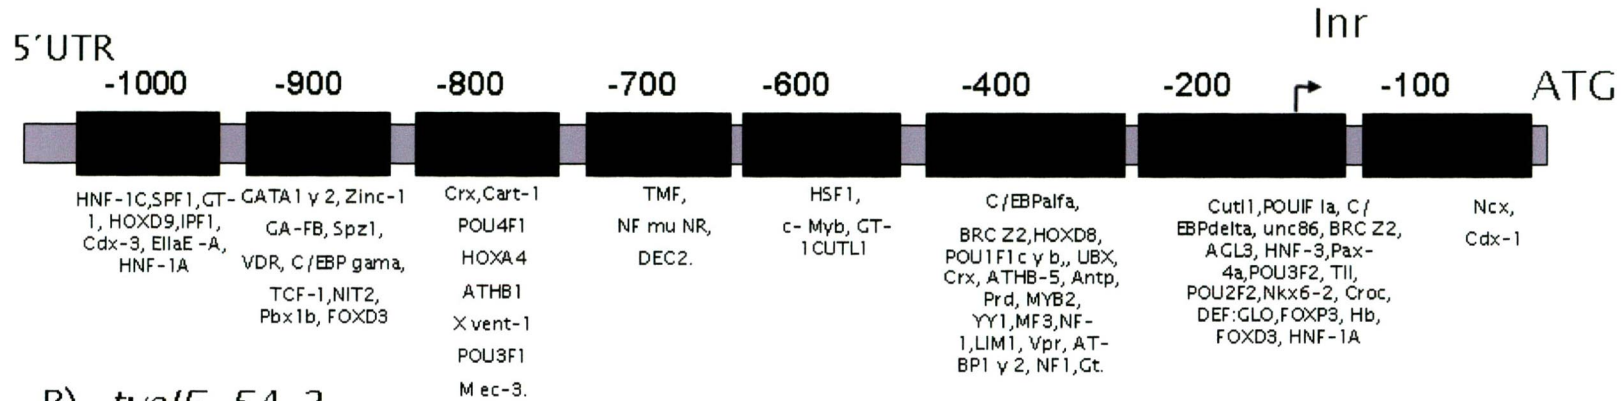 Inr
5´UTR
-1000 -900 -800 -700 -600 -400 -200 -100 ATG
HNF-1C,SPF1,GT-
1, HOXD9,IPF1,
Cdx-3, EllaE -A,
HNF-1A
GATA1 y 2, Zinc-1
GA-FB, Spz1,
VDR, C/EBP gama,
TCF-1,NIT2,
Pbx1b, FOXD3
Crx,Cart-1
POU4F1
HOXA4
ATHB1
X vent-1
POU3F1
M ec-3.
TMF,
NF mu NR,
DEC2.
HSF1,
c- Myb, GT-
1CUTL1
C/EBPalfa,
BRC Z2,HOXD8,
POU1F1c y b,, UBX,
Crx, ATHB-5, Antp,
Prd, MYB2,
YY1,MF3,NF-
1,LIM1, Vpr, AT-
BP1 y 2, NF1,Gt.
Cutl1,POUIF Ia, C/
EBPdelta, unc86, BRC Z2,
AGL3, HNF-3,Pax-
4a,POU3F2, Tll,
POU2F2,Nkx6-2, Croc,
DEF:GLO,FOXP3, Hb,
FOXD3, HNF-1A
Ncx,
Cdx-1